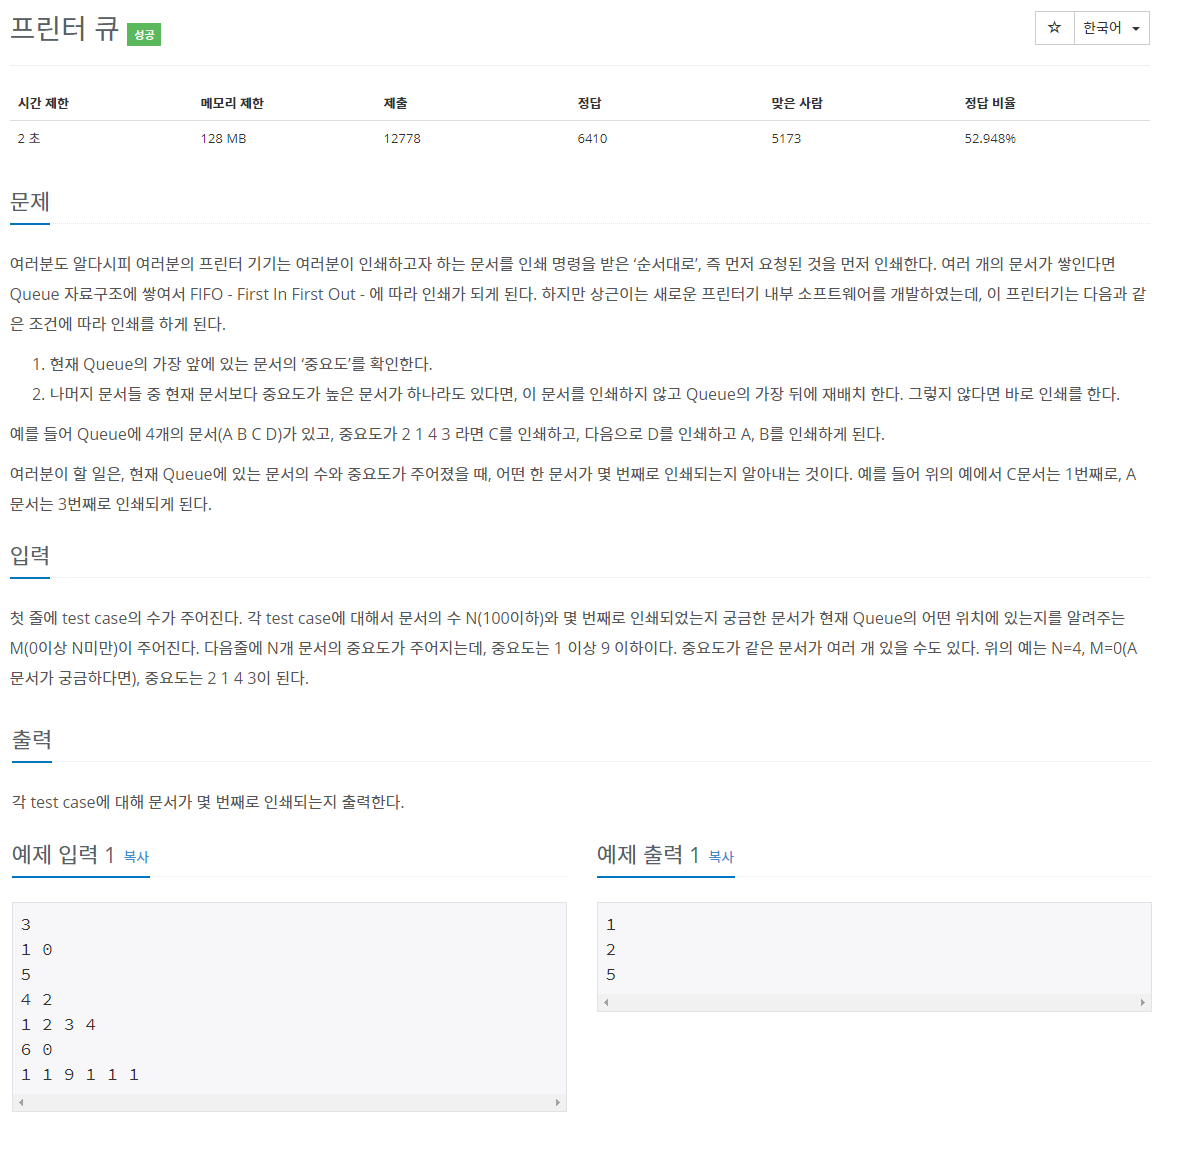 프린터 큐 성공
☆ 한국어
시간 제한 메모리 제한 제출 정답 맞은 사람 정답 비율
2 초 128 MB 12778 6410 5173 52.948%
문제
여러분도 알다시피 여러분의 프린터 기기는 여러분이 인쇄하고자 하는 문서를 인쇄 명령을 받은 ‘순서대로’, 즉 먼저 요청된 것을 먼저 인쇄한다. 여러 개의 문서가 쌓인다면
Queue 자료구조에 쌓여서 FIFO - First In First Out - 에 따라 인쇄가 되게 된다. 하지만 상근이는 새로운 프린터기 내부 소프트웨어를 개발하였는데, 이 프린터기는 다음과 같
은 조건에 따라 인쇄를 하게 된다.
1. 현재 Queue의 가장 앞에 있는 문서의 ‘중요도’를 확인한다.
2. 나머지 문서들 중 현재 문서보다 중요도가 높은 문서가 하나라도 있다면, 이 문서를 인쇄하지 않고 Queue의 가장 뒤에 재배치 한다. 그렇지 않다면 바로 인쇄를 한다.
예를 들어 Queue에 4개의 문서(A B C D)가 있고, 중요도가 2 1 4 3 라면 C를 인쇄하고, 다음으로 D를 인쇄하고 A, B를 인쇄하게 된다.
여러분이 할 일은, 현재 Queue에 있는 문서의 수와 중요도가 주어졌을 때, 어떤 한 문서가 몇 번째로 인쇄되는지 알아내는 것이다. 예를 들어 위의 예에서 C문서는 1번째로, A
문서는 3번째로 인쇄되게 된다.
입력
첫 줄에 test case의 수가 주어진다. 각 test case에 대해서 문서의 수 N(100이하)와 몇 번째로 인쇄되었는지 궁금한 문서가 현재 Queue의 어떤 위치에 있는지를 알려주는
M(0이상 N미만)이 주어진다. 다음줄에 N개 문서의 중요도가 주어지는데, 중요도는 1 이상 9 이하이다. 중요도가 같은 문서가 여러 개 있을 수도 있다. 위의 예는 N=4, M=0(A
문서가 궁금하다면), 중요도는 2 1 4 3이 된다.
출력
각 test case에 대해 문서가 몇 번째로 인쇄되는지 출력한다.
예제 입력 1 복사
3
1 0
5
4 2
1 2 3 4
6 0
1 1 9 1 1 1
예제 출력 1 복사
1
2
5